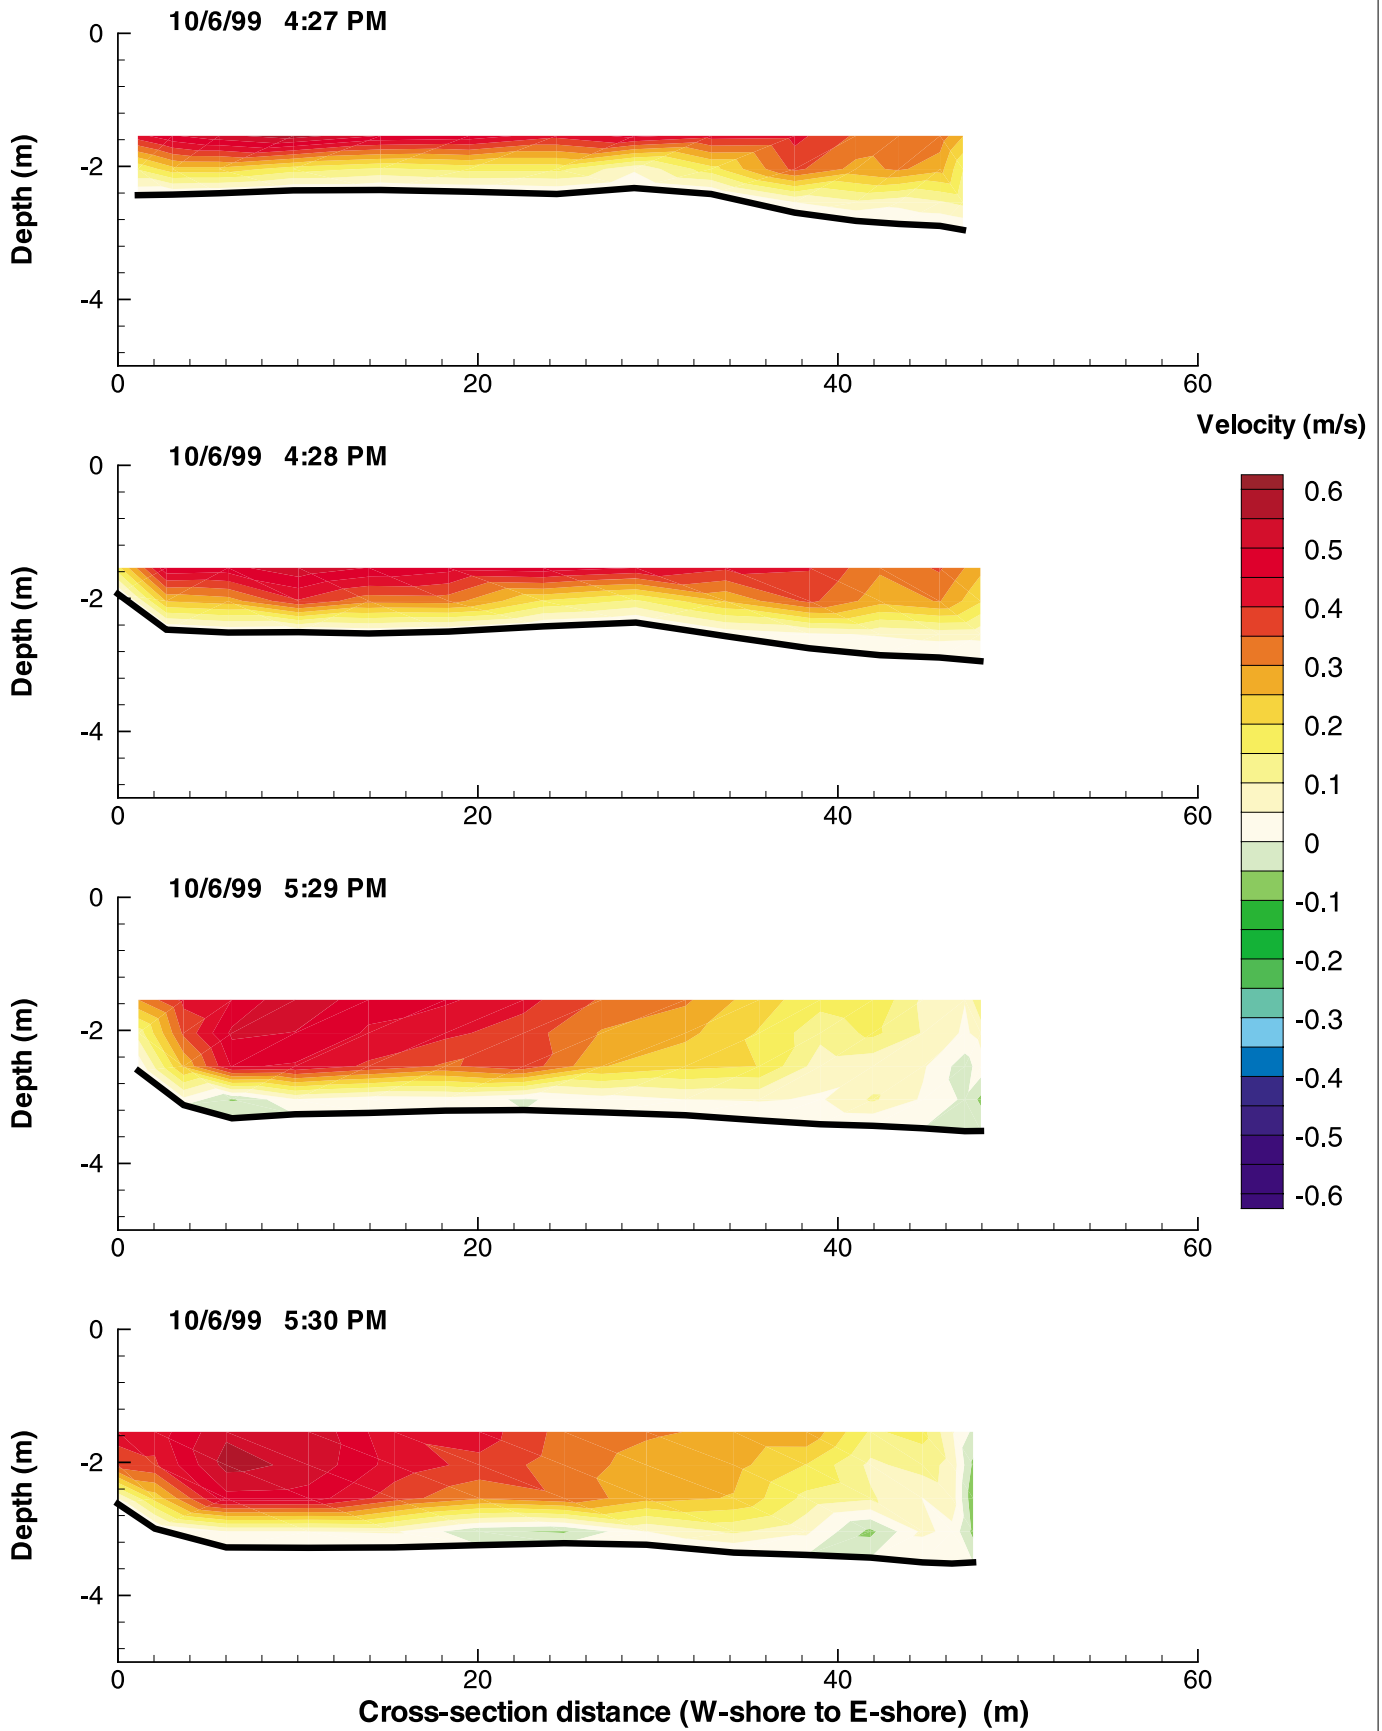 10/6/99 4:27 PM
0
-2
-4
Depth (m)
0 20 40 60
Velocity (m/s)
0.6
0.5
0.4
0.3
0.2
0.1
0
-0.1
-0.2
-0.3
-0.4
-0.5
-0.6
10/6/99 4:28 PM
0
-2
-4
Depth (m)
0 20 40 60
10/6/99 5:29 PM
0
-2
-4
Depth (m)
0 20 40 60
10/6/99 5:30 PM
0
-2
-4
Depth (m)
0 20 40 60
Cross-section distance (W-shore to E-shore) (m)